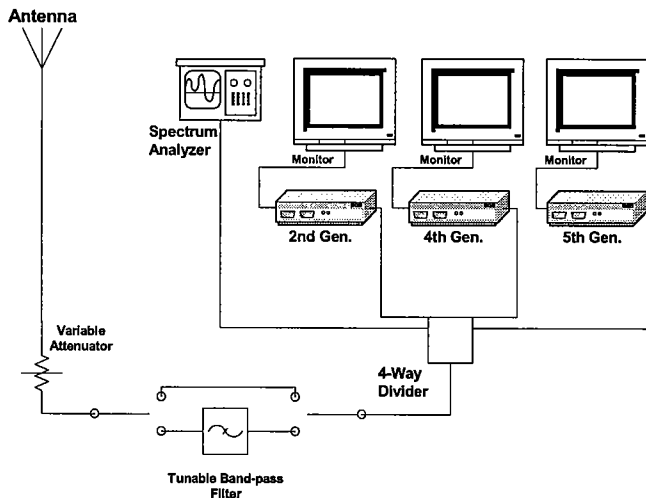 Antenna
Spectrum
Analyzer
Monitor
Monitor
Monitor
2nd Gen.
4th Gen.
5th Gen.
Variable
Attenuator
4-Way
Divider
Tunable Band-pass
Filter